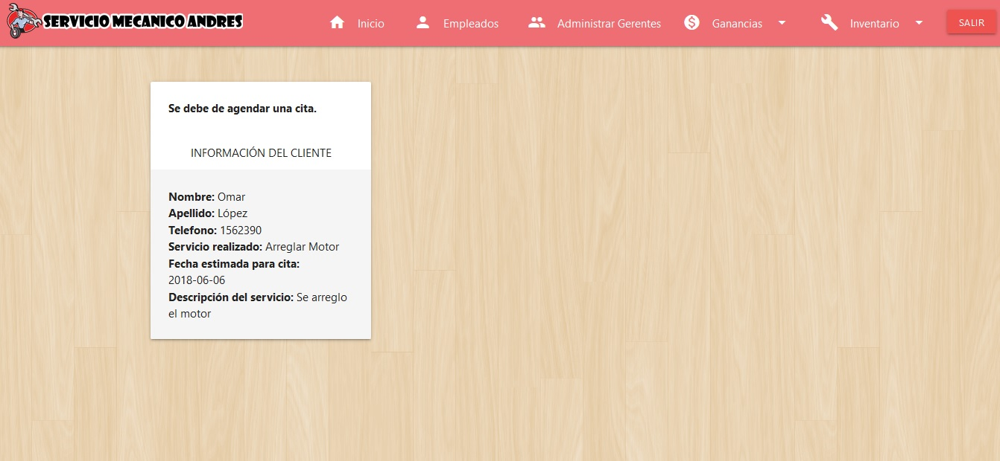 SERVICIO MECANICO ANDRES
Inicio
Empleados
Administrar Gerentes
Ganancias
Inventario
SALIR
Se debe de agendar una cita.
INFORMACIÓN DEL CLIENTE
Nombre: Omar
Apellido: López
Telefono: 1562390
Servicio realizado: Arreglar Motor
Fecha estimada para cita:
2018-06-06
Descripción del servicio: Se arreglo
el motor